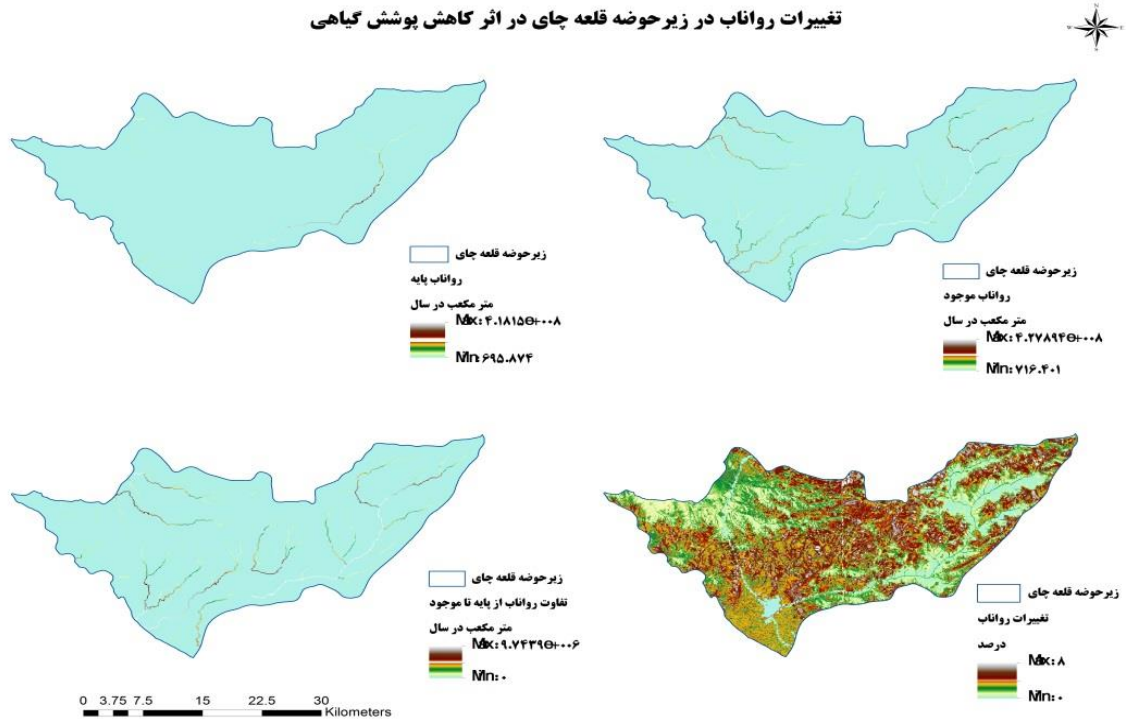 تغییرات رواناب در زیرحوضه قلعه چای در اثر کاهش پوشش گیاهی
N
W E
S
زیرحوضه قلعه چای
رواناب پایه
متر مکعب در سال
Max: ۴.۱۸۱۵e+۰۰۸
Min: ۶۹۵.۸۷۴
زیرحوضه قلعه چای
رواناب موجود
متر مکعب در سال
Max: ۴.۲۷۸۹۴e+۰۰۸
Min: ۷۱۶.۴۰۱
زیرحوضه قلعه چای
تفاوت رواناب از پایه تا موجود
متر مکعب در سال
Max: ۹.۷۴۳۹e+۰۰۶
Min: ۰
زیرحوضه قلعه چای
تغییرات رواناب
درصد
Max: ۸
Min: ۰
0 3.75 7.5 15 22.5 30
Kilometers